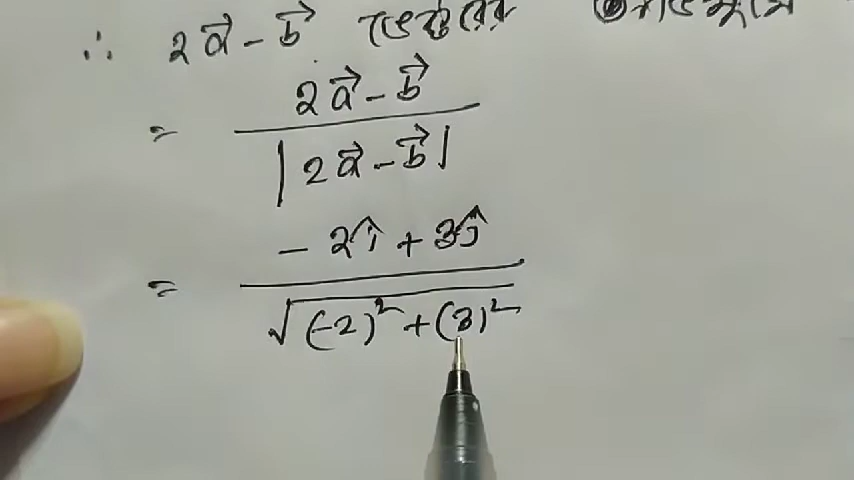 ∴ 2a⃗ - b⃗ ভেক্টরের
2a⃗ - b⃗
= ―――
|2a⃗ - b⃗|
-2î + 3ĵ
= ―――
√(-2)² + (3)²